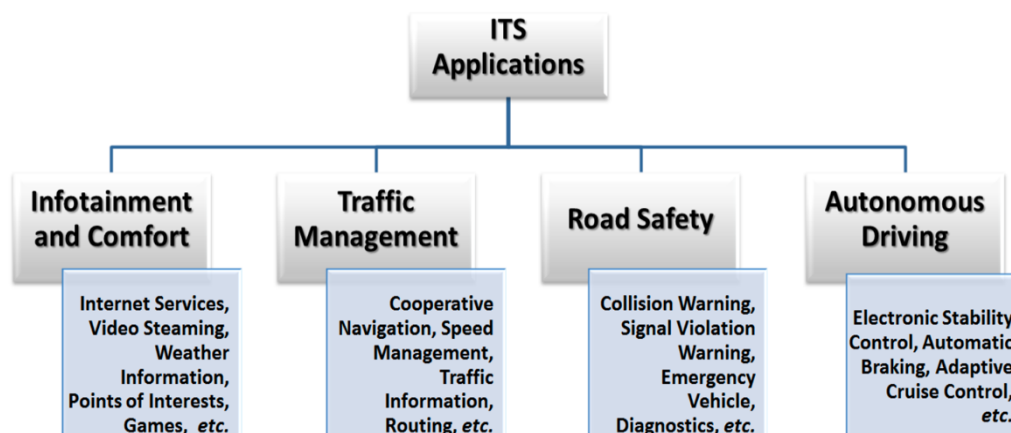 ITS
Applications
Infotainment
and Comfort
Traffic
Management
Road Safety
Autonomous
Driving
Internet Services,
Video Steaming,
Weather
Information,
Points of Interests,
Games, etc.
Cooperative
Navigation, Speed
Management,
Traffic
Information,
Routing, etc.
Collision Warning,
Signal Violation
Warning,
Emergency
Vehicle,
Diagnostics, etc.
Electronic Stability
Control, Automatic
Braking, Adaptive
Cruise Control,
etc.